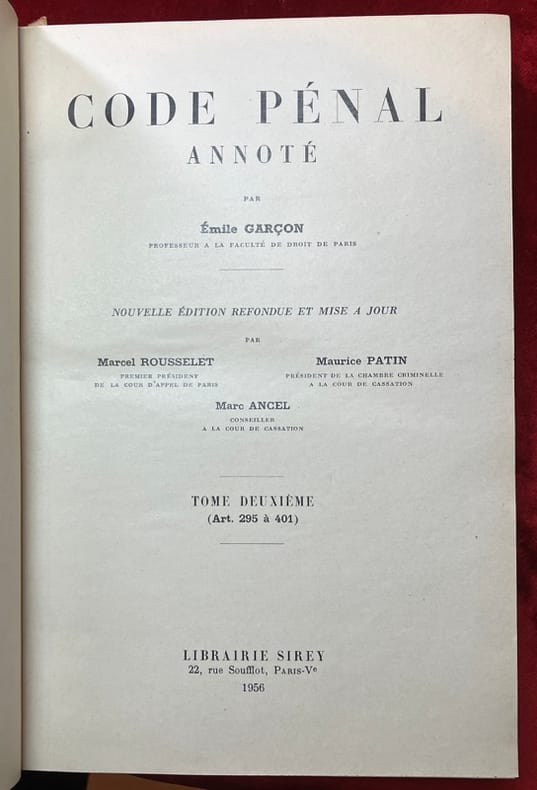 CODE PÉNAL
ANNOTÉ
PAR
Émile GARÇON
PROFESSEUR A LA FACULTÉ DE DROIT DE PARIS
NOUVELLE ÉDITION REFONDUE ET MISE A JOUR
PAR
Marcel ROUSSELET
PREMIER PRÉSIDENT
DE LA COUR D'APPEL DE PARIS
Maurice PATIN
PRÉSIDENT DE LA CHAMBRE CRIMINELLE
A LA COUR DE CASSATION
Marc ANCEL
CONSEILLER
A LA COUR DE CASSATION
TOME DEUXIÈME
(Art. 295 à 401)
LIBRAIRIE SIREY
22, rue Soufflot, PARIS-Vᵉ
1956